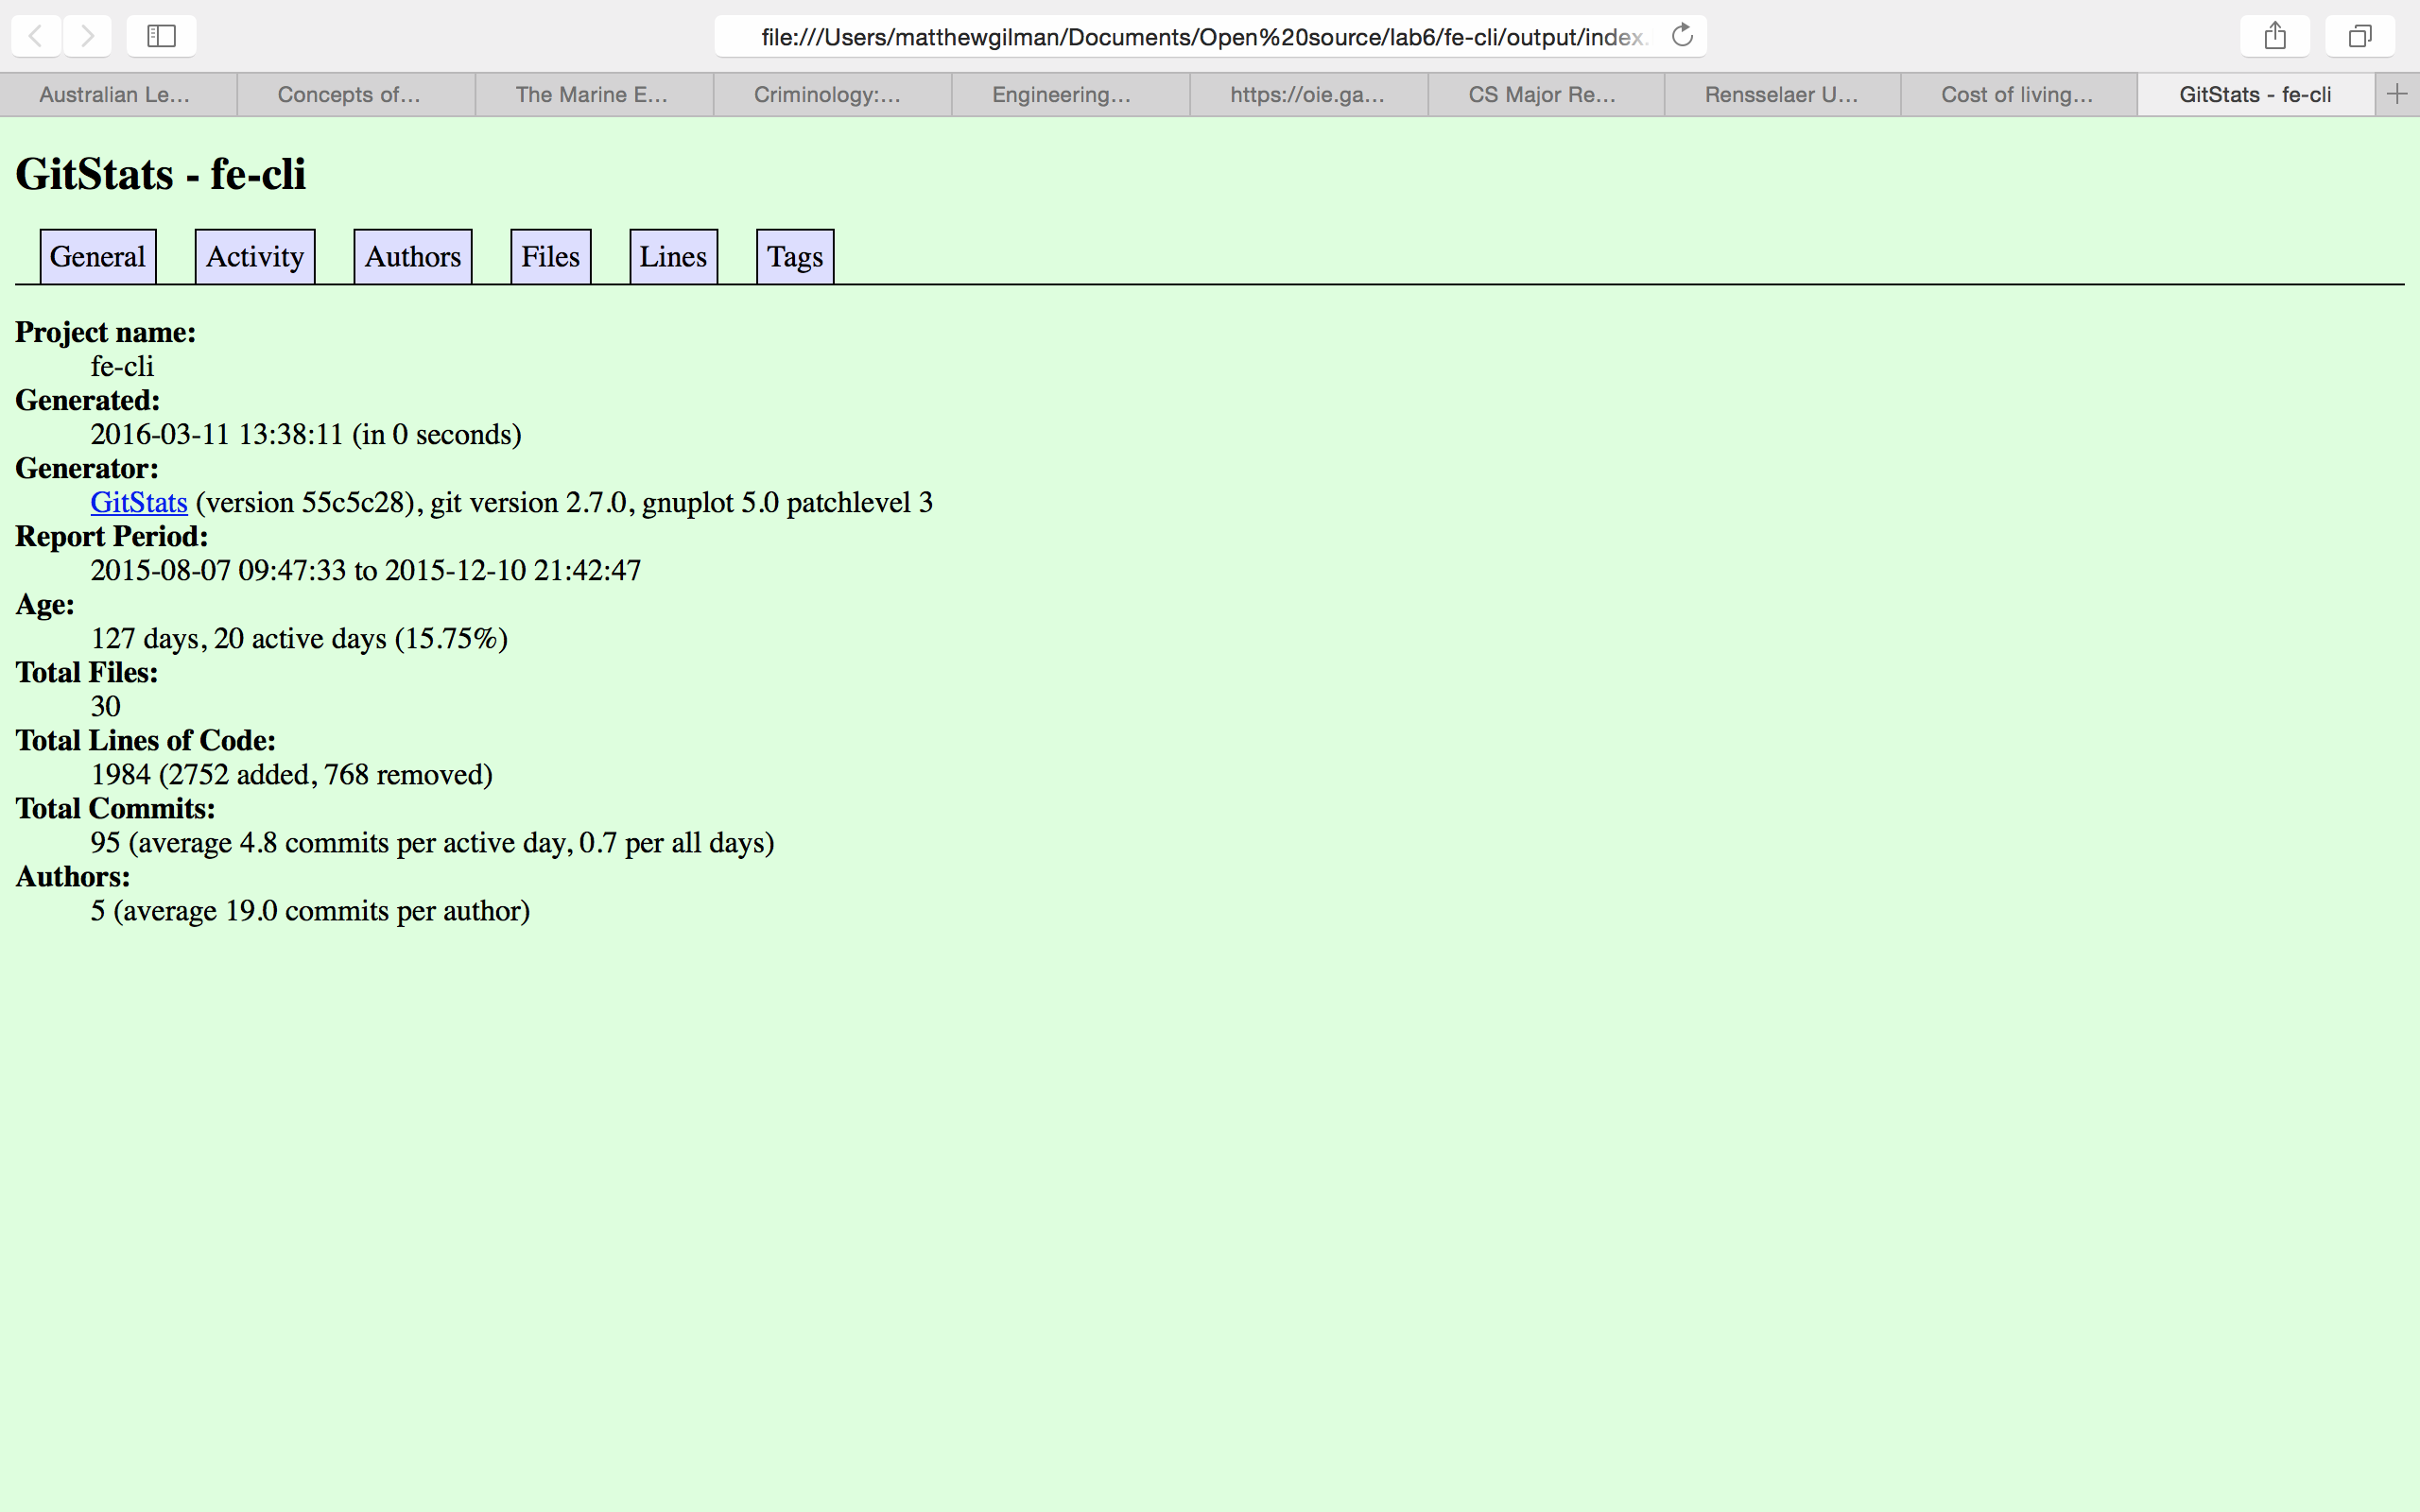 file:///Users/matthewgilman/Documents/Open%20source/lab6/fe-cli/output/index.
Australian Le... Concepts of... The Marine E... Criminology:... Engineering... https://oie.ga... CS Major Re... Rensselaer U... Cost of living... GitStats - fe-cli
GitStats - fe-cli
General Activity Authors Files Lines Tags
Project name:
fe-cli
Generated:
2016-03-11 13:38:11 (in 0 seconds)
Generator:
GitStats (version 55c5c28), git version 2.7.0, gnuplot 5.0 patchlevel 3
Report Period:
2015-08-07 09:47:33 to 2015-12-10 21:42:47
Age:
127 days, 20 active days (15.75%)
Total Files:
30
Total Lines of Code:
1984 (2752 added, 768 removed)
Total Commits:
95 (average 4.8 commits per active day, 0.7 per all days)
Authors:
5 (average 19.0 commits per author)